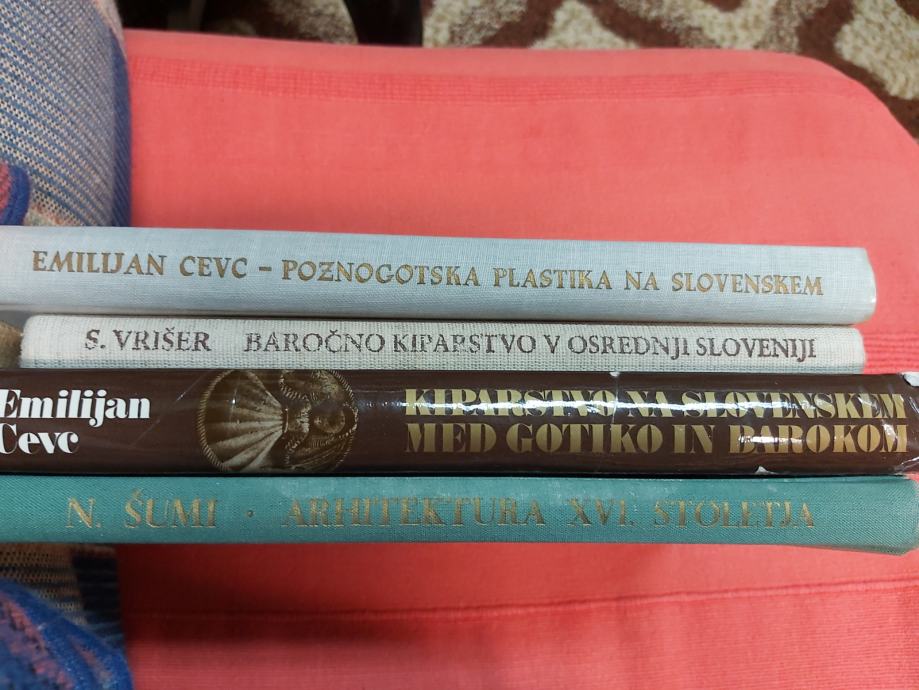 EMILIJAN CEVC – POZNOGOTSKA PLASTIKA NA SLOVENSKEM
S. VRIŠER BAROČNO KIPARSTVO V OSREDNJI SLOVENIJI
Emilijan
Cevc
KIPARSTVO NA SLOVENSKEM
MED GOTIKO IN BAROKOM
N. ŠUMI · ARHITEKTURA XVI. STOLETJA